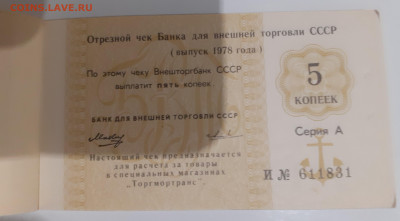 COINS.LAVE.RU
Отрезной чек Банка для внешней торговли СССР
( выпуск 1978 года )
По этому чеку Внешторгбанк СССР
выплатит пять копеек
5
КОПЕЕК
БАНК ДЛЯ ВНЕШНЕЙ ТОРГОВЛИ СССР
Серия А
Настоящий чек предназначается
для расчета за товары
в специальных магазинах
"Торгмортранс"
И № 611831